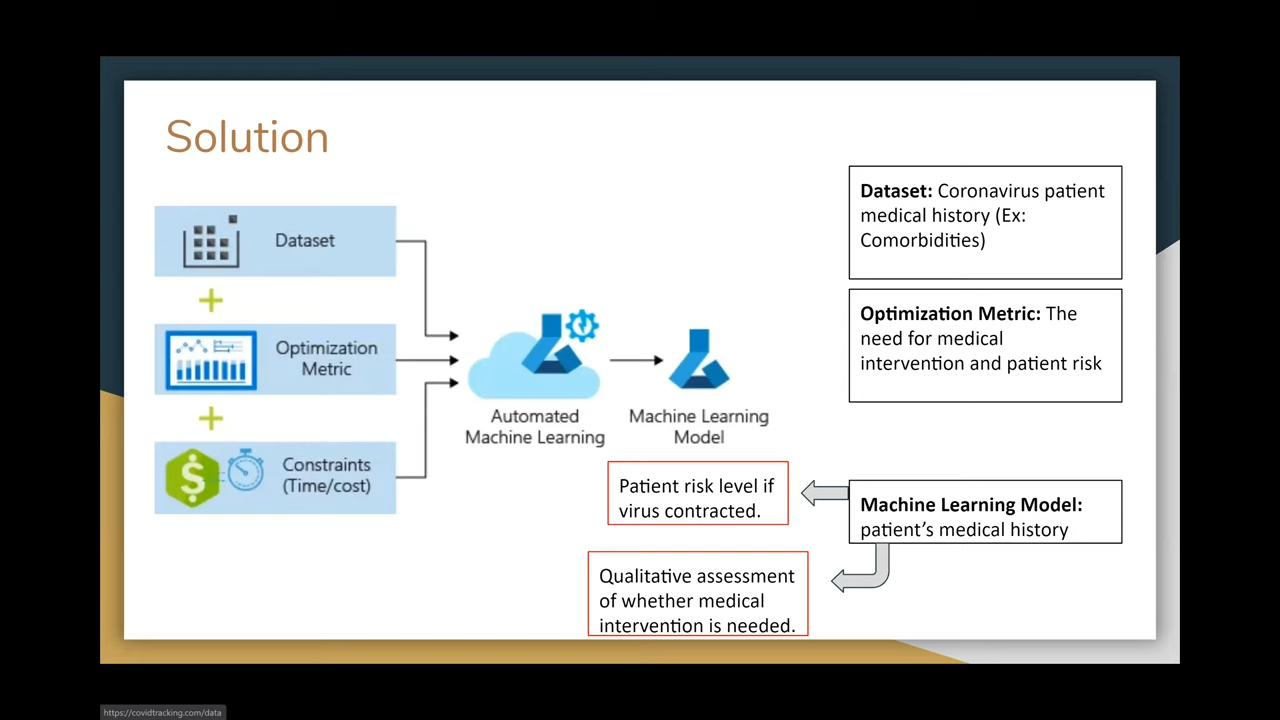 Solution
Dataset
Optimization
Metric
Constraints
(Time/cost)
Automated
Machine Learning
Machine Learning
Model
Dataset: Coronavirus patient
medical history (Ex:
Comorbidities)
Optimization Metric: The
need for medical
intervention and patient risk
Machine Learning Model:
patient's medical history
Patient risk level if
virus contracted.
Qualitative assessment
of whether medical
intervention is needed.
https://covidtracking.com/data